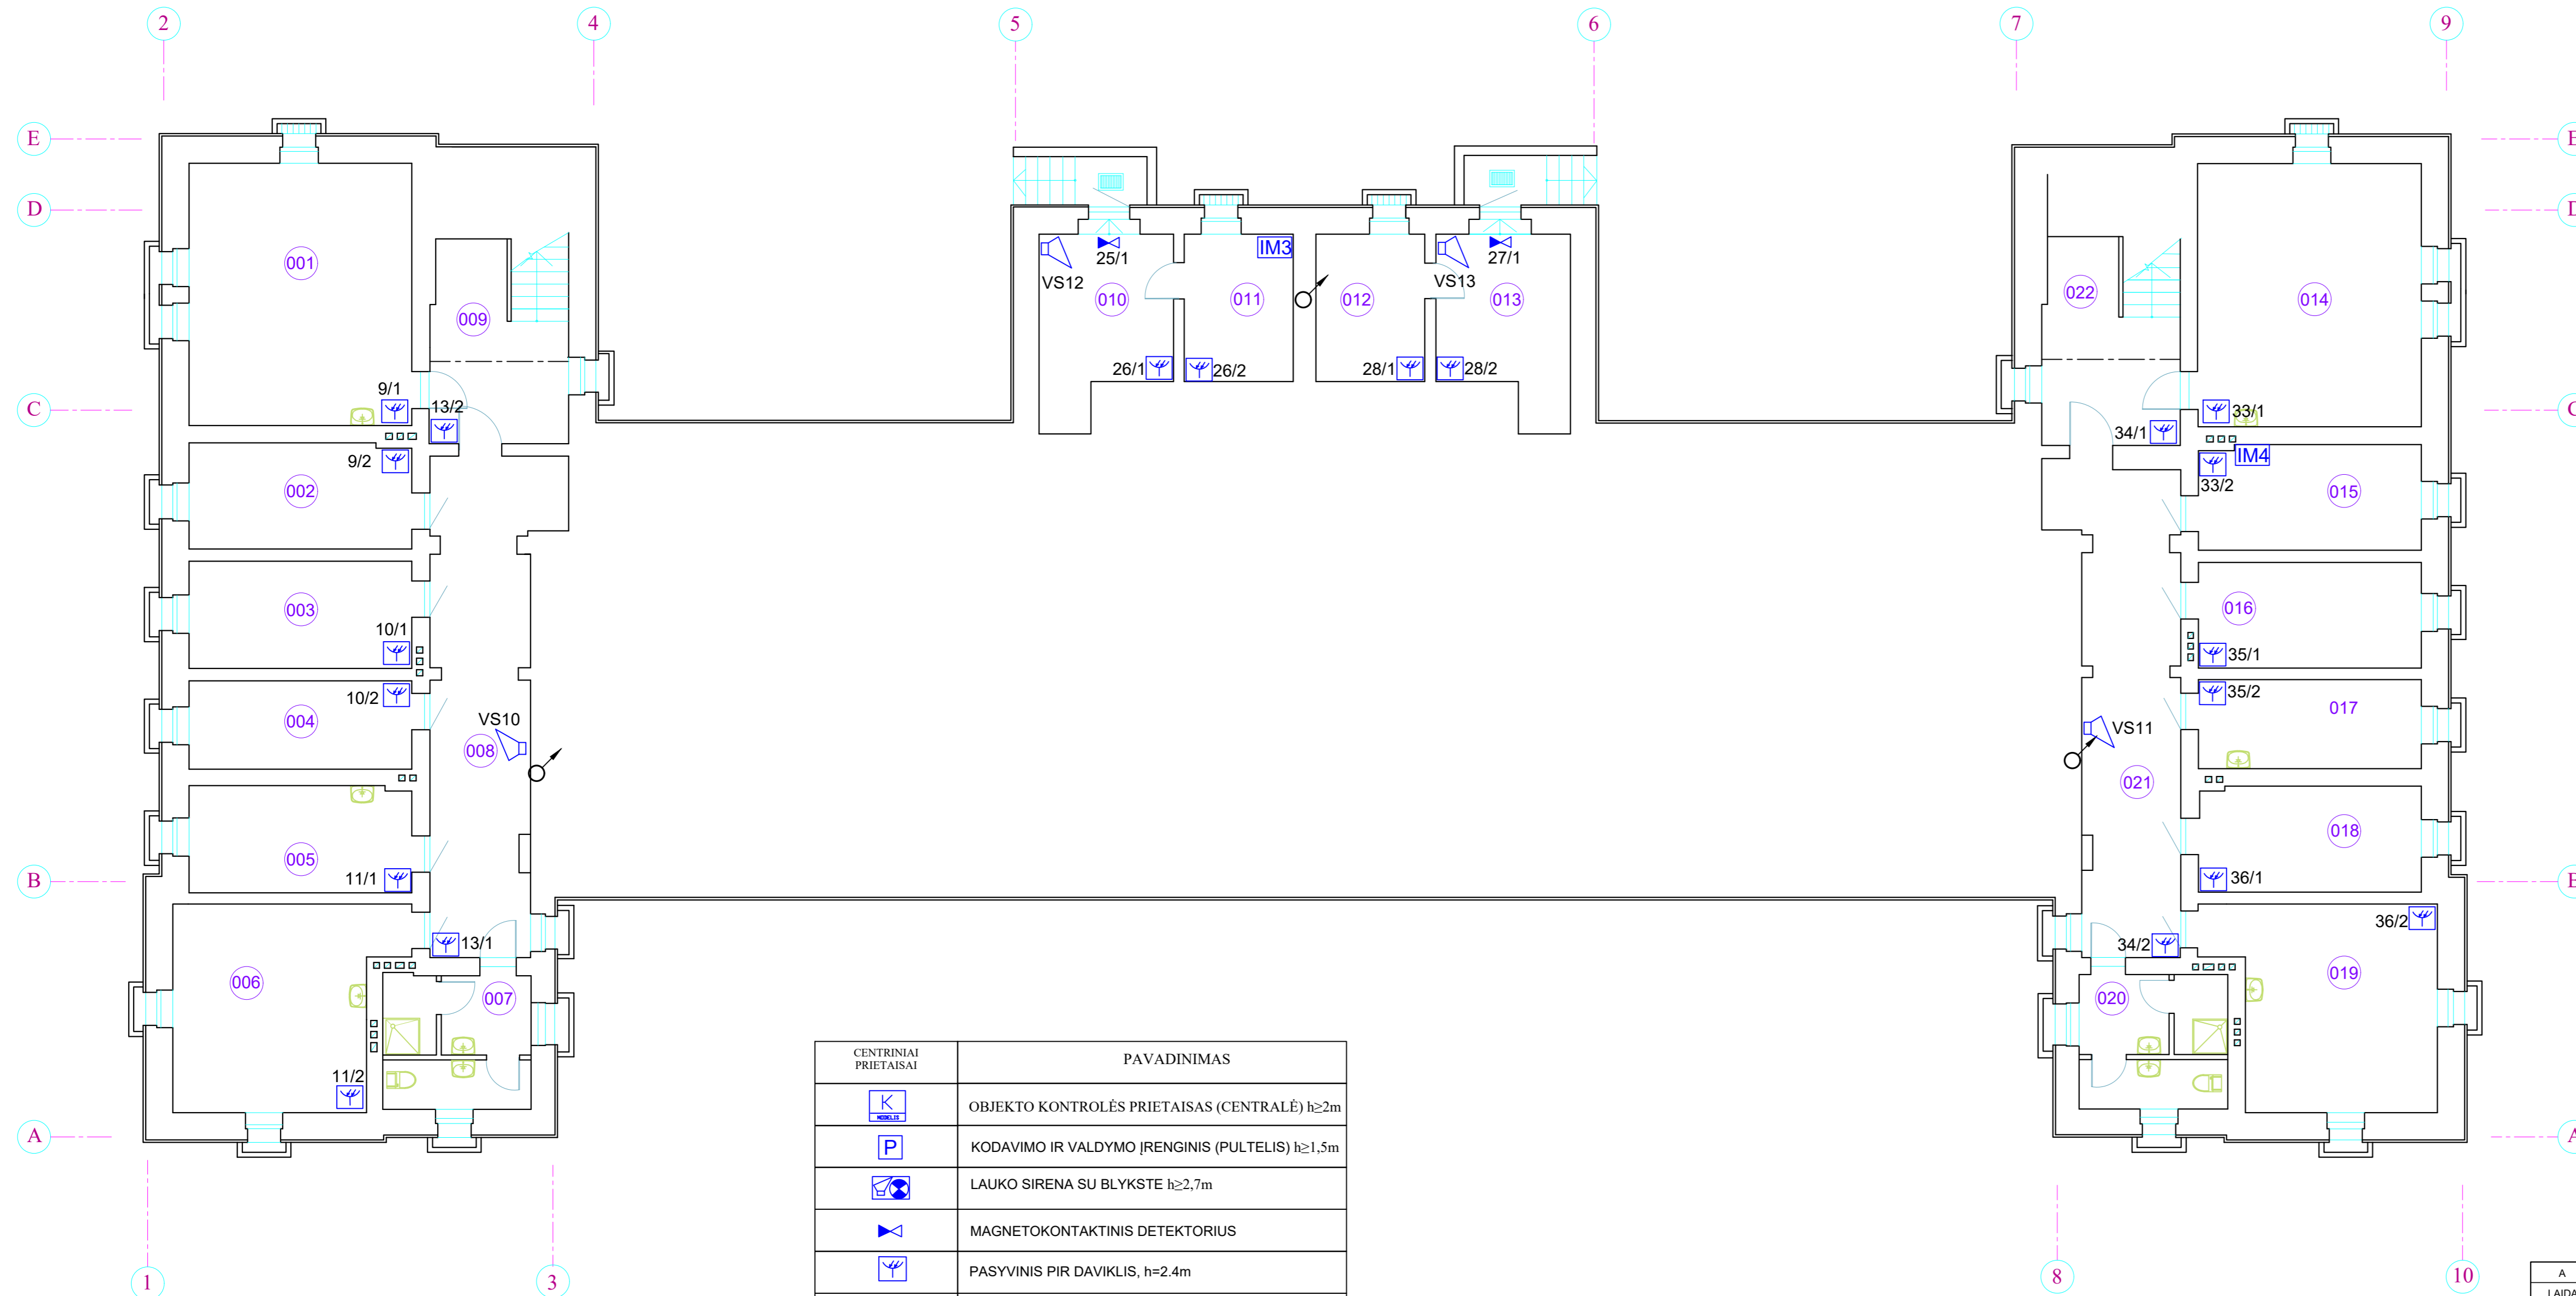 2 4 5 6 7 9
E
D
001
009
C
9/1
13/2
9/2
002
003
10/1
10/2
004
VS10
008
005
11/1
B
13/1
006
007
11/2
A
1 3
VS12
25/1
010
IM3
011
012
VS13
27/1
013
26/1
26/2
28/1
28/2
022
014
33/1
34/1
IM4
33/2
015
016
35/1
35/2
017
VS11
021
018
36/1
36/2
34/2
019
020
8 10
D
A
CENTRINIAI
PRIETAISAI
PAVADINIMAS
K
MODELIS
OBJEKTO KONTROLĖS PRIETAISAS (CENTRALĖ) h≥2m
P
KODAVIMO IR VALDYMO ĮRENGINIS (PULTELIS) h≥1,5m
LAUKO SIRENA SU BLYKSTE h≥2,7m
MAGNETOKONTAKTINIS DETEKTORIUS
PASYVINIS PIR DAVIKLIS, h=2.4m
A
LAIDA